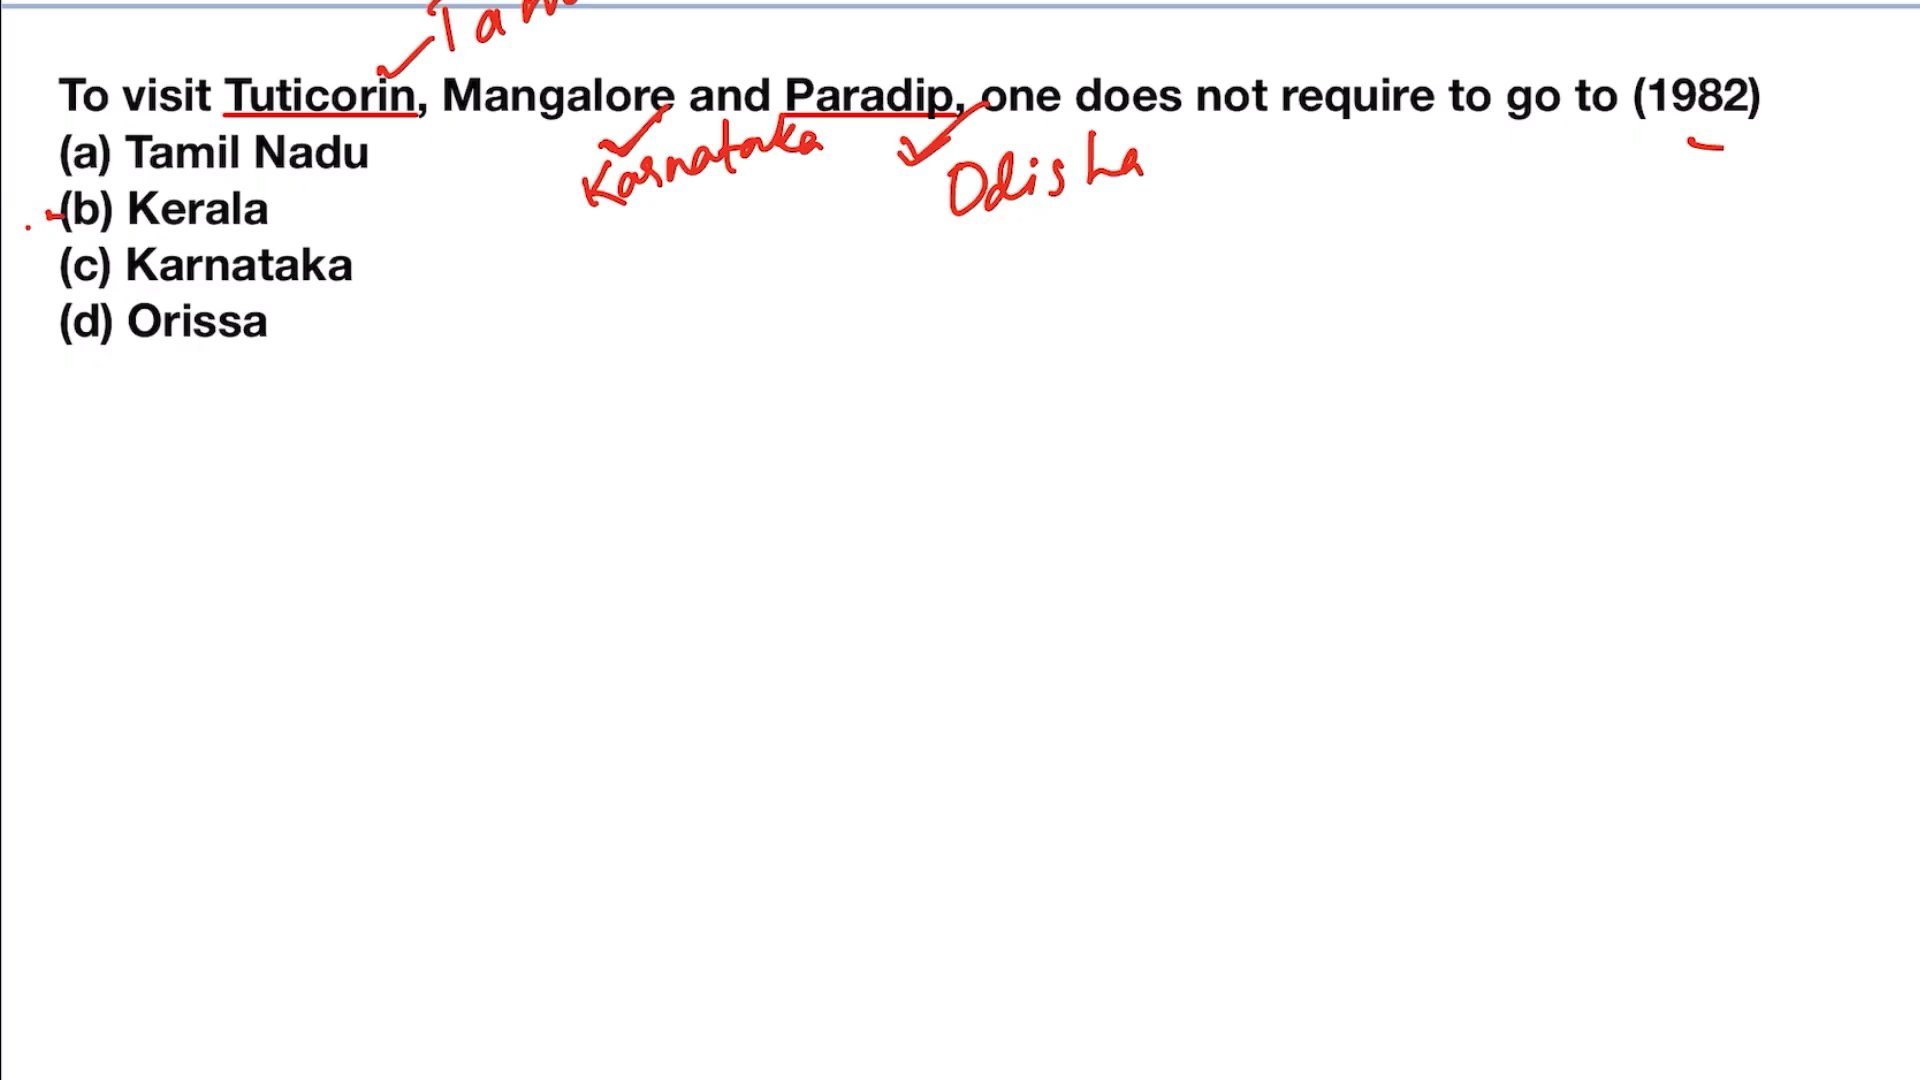 To visit Tuticorin, Mangalore and Paradip, one does not require to go to (1982)
Karnataka
Odisha
(a) Tamil Nadu
(b) Kerala
(c) Karnataka
(d) Orissa